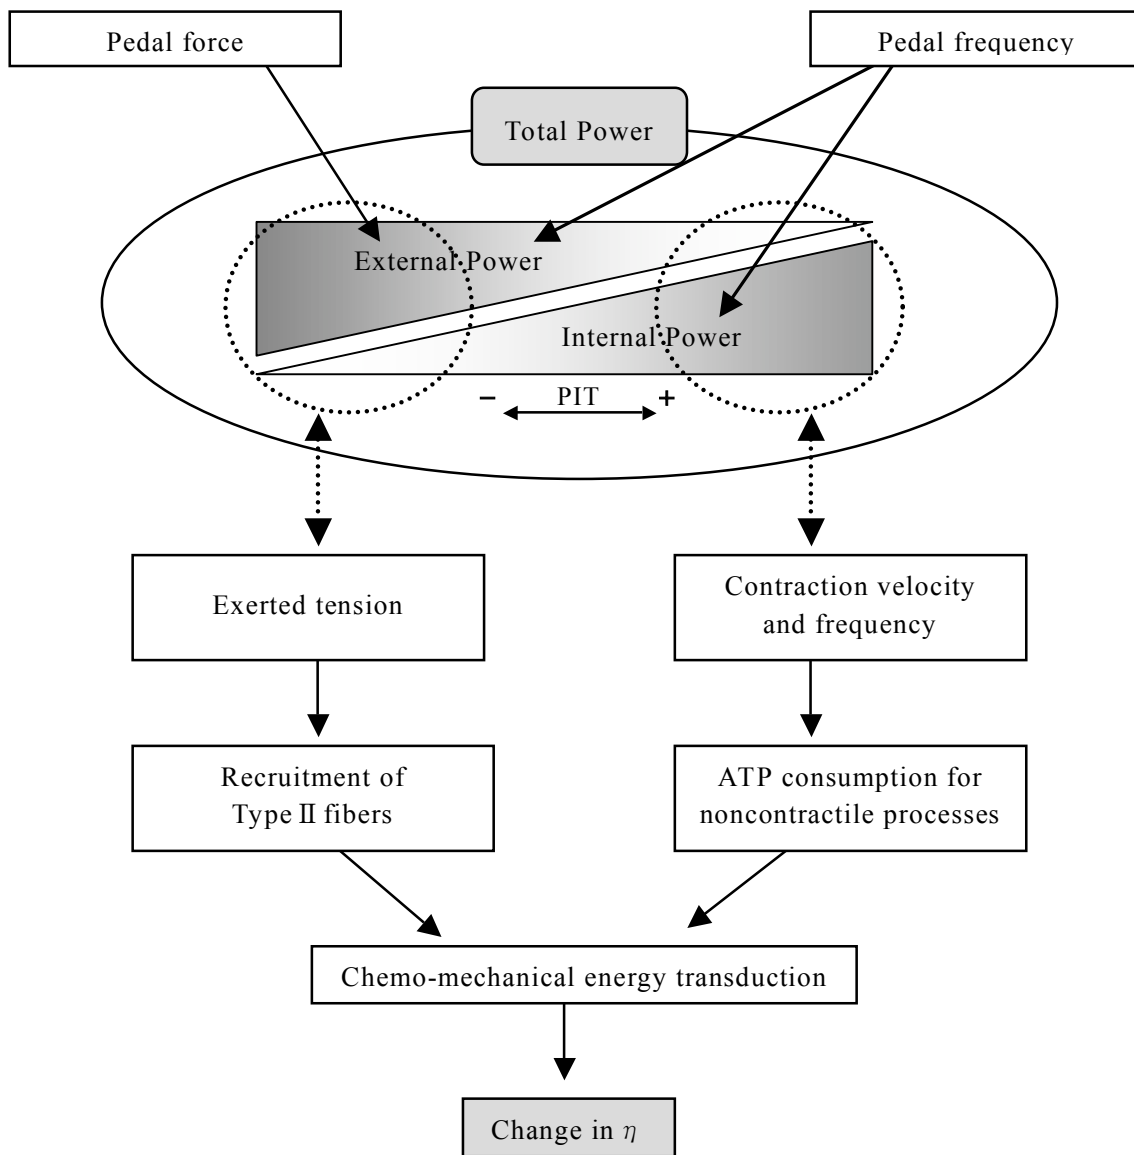 Pedal force
Pedal frequency
Total Power
External Power
Internal Power
− PIT +
Exerted tension
Contraction velocity
and frequency
Recruitment of
Type Ⅱ fibers
ATP consumption for
noncontractile processes
Chemo-mechanical energy transduction
Change in η